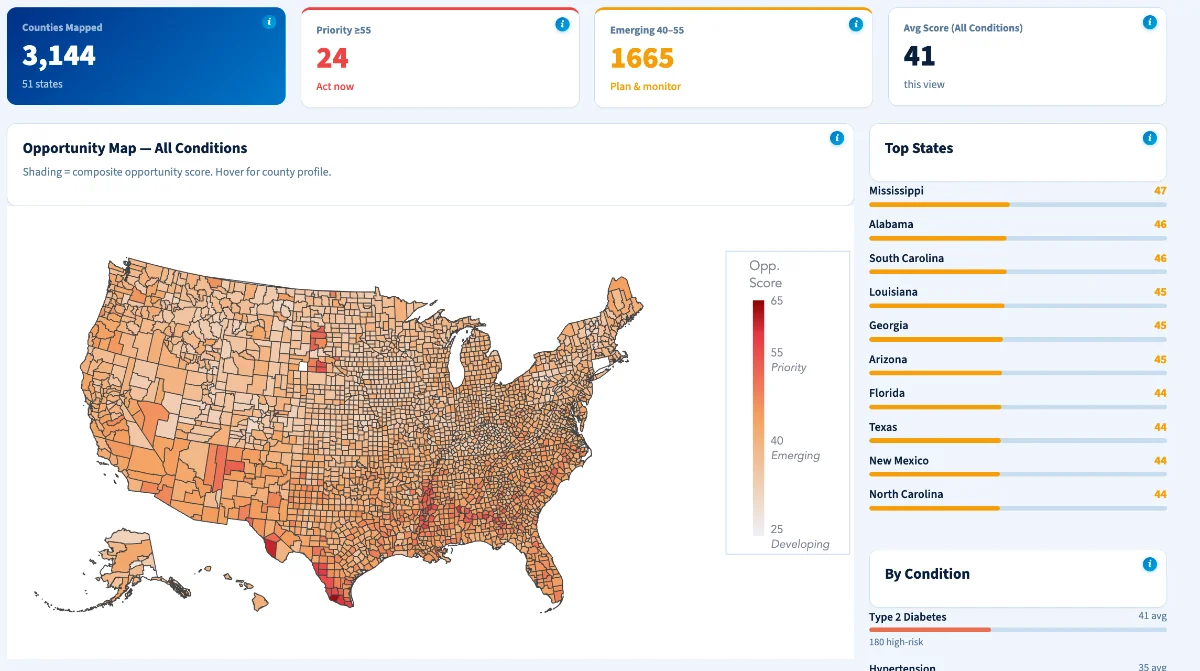 Counties Mapped
i
3,144
51 states
Priority ≥55
i
24
Act now
Emerging 40–55
i
1665
Plan & monitor
Avg Score (All Conditions)
i
41
this view
Opportunity Map — All Conditions
i
Shading = composite opportunity score. Hover for county profile.
Opp.
Score
65
55
Priority
40
Emerging
25
Developing
Top States
i
Mississippi 47
Alabama 46
South Carolina 46
Louisiana 45
Georgia 45
Arizona 45
Florida 44
Texas 44
New Mexico 44
North Carolina 44
By Condition
i
Type 2 Diabetes 41 avg
180 high-risk
Hypertension 35 avg